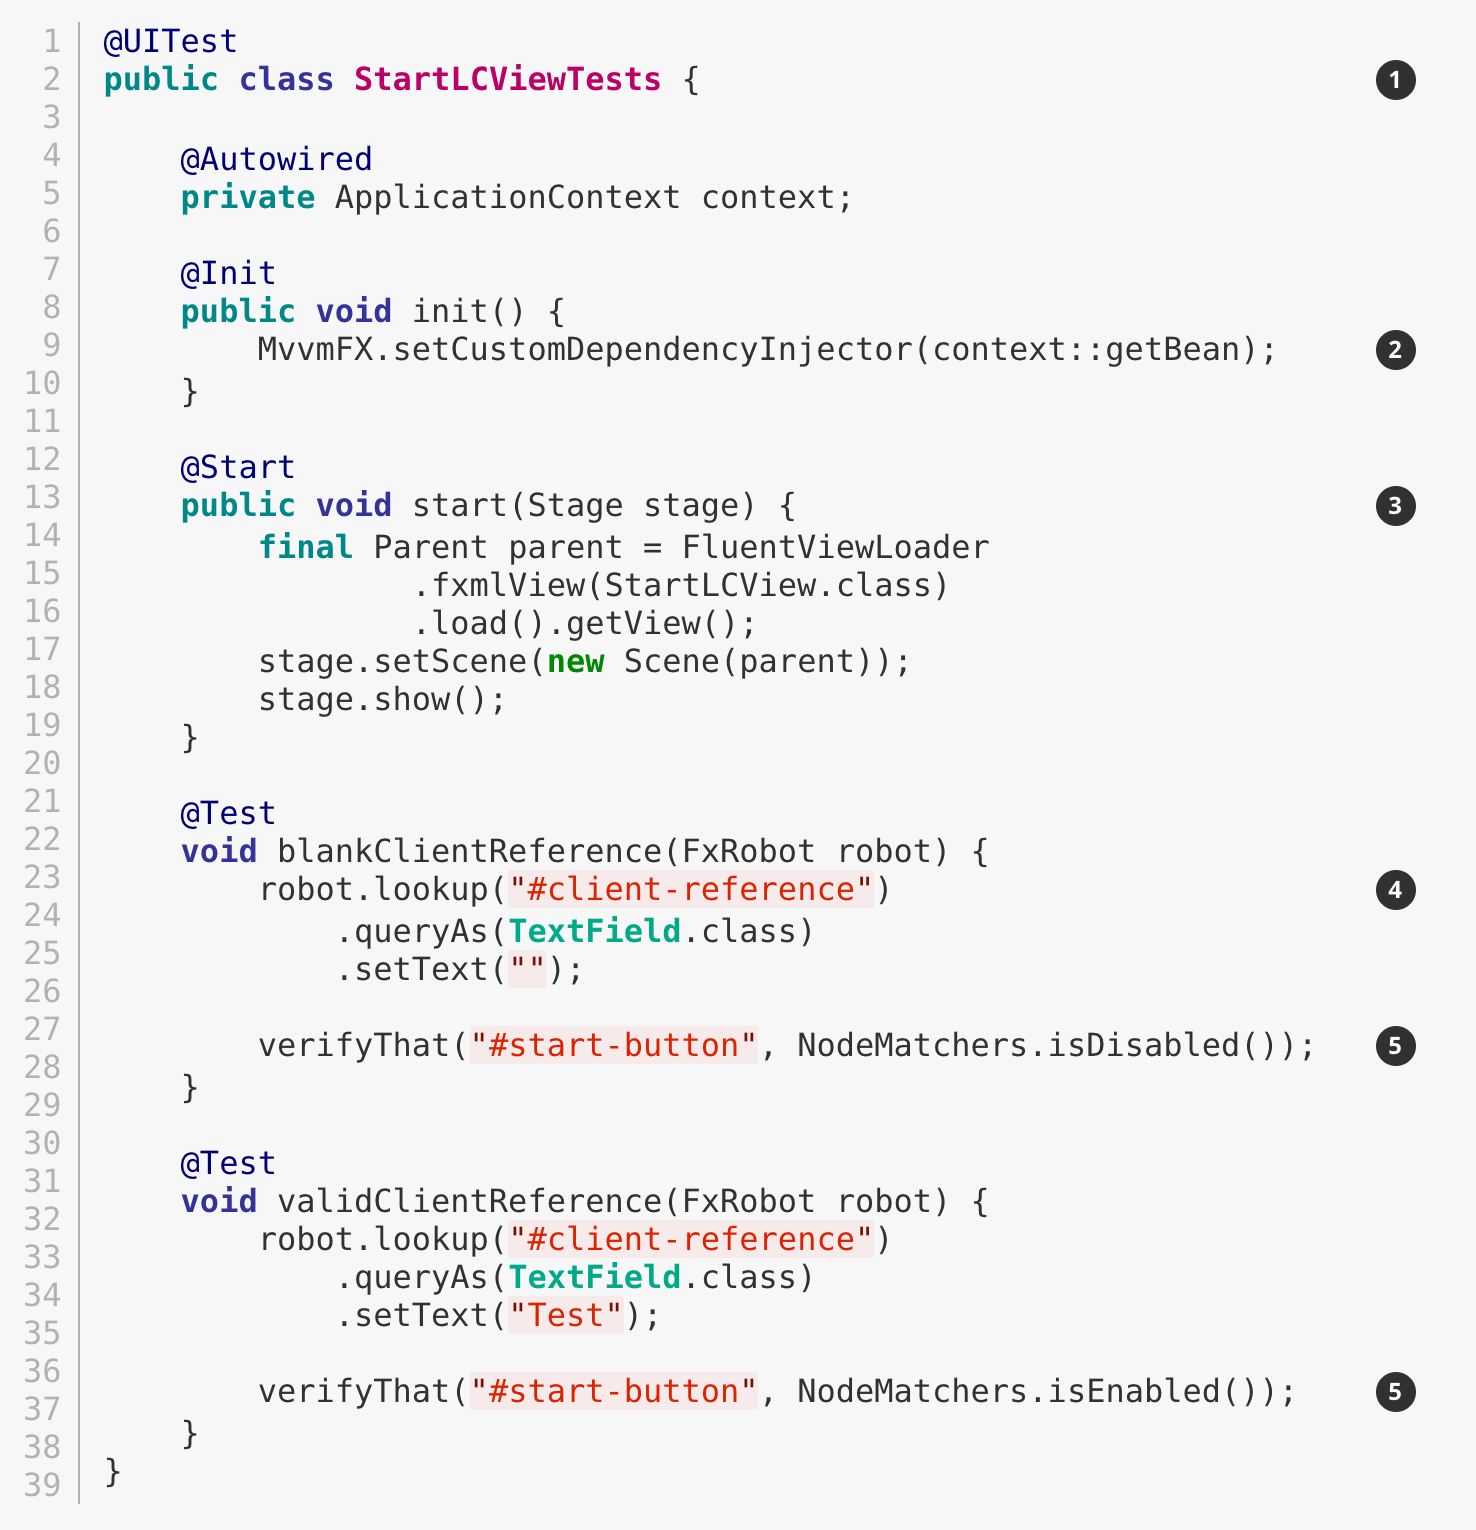 1 @UITest
2 public class StartLCViewTests { 1
3
4 @Autowired
5 private ApplicationContext context;
6
7 @Init
8 public void init() {
9 MvvmFX.setCustomDependencyInjector(context::getBean); 2
10 }
11
12 @Start
13 public void start(Stage stage) { 3
14 final Parent parent = FluentViewLoader
15 .fxmlView(StartLCView.class)
16 .load().getView();
17 stage.setScene(new Scene(parent));
18 stage.show();
19 }
20
21 @Test
22 void blankClientReference(FxRobot robot) {
23 robot.lookup("#client-reference") 4
24 .queryAs(TextField.class)
25 .setText("");
26
27 verifyThat("#start-button", NodeMatchers.isDisabled()); 5
28 }
29
30 @Test
31 void validClientReference(FxRobot robot) {
32 robot.lookup("#client-reference")
33 .queryAs(TextField.class)
34 .setText("Test");
35
36 verifyThat("#start-button", NodeMatchers.isEnabled()); 5
37 }
38 }
39